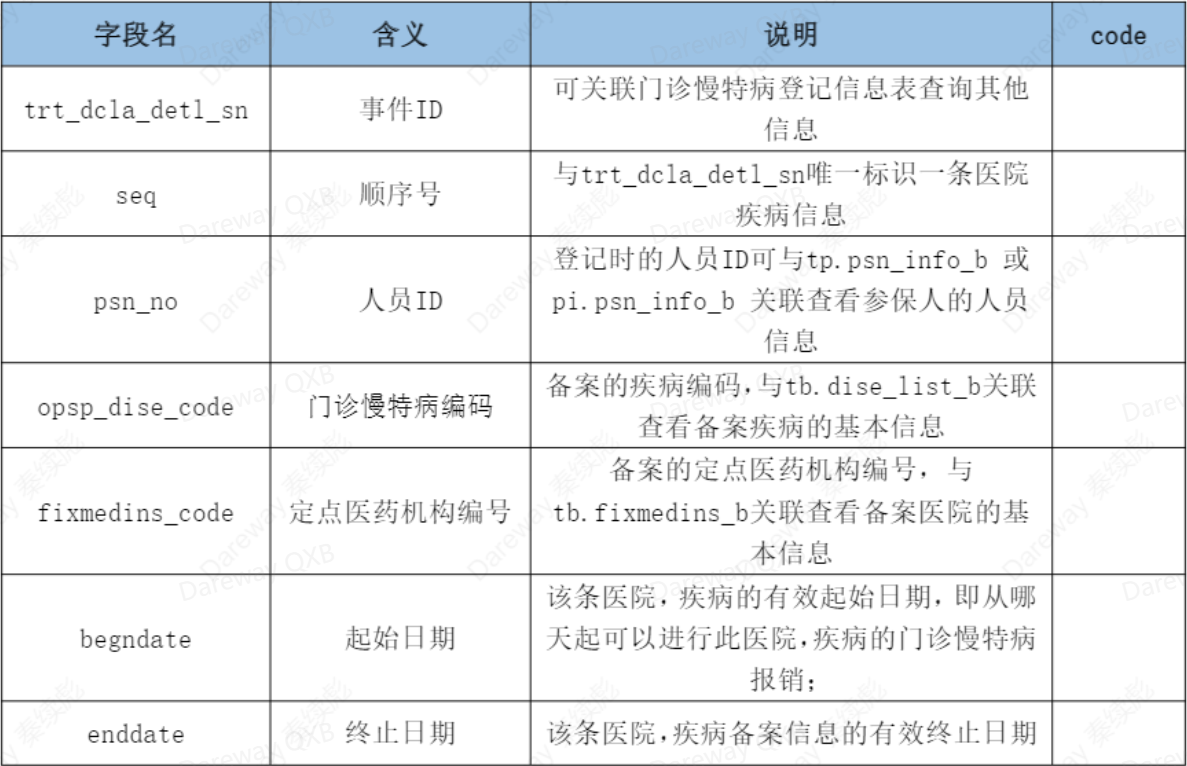 字段名 含义 说明 code
trt_dcla_detl_sn 事件ID 可关联门诊慢特病登记信息表查询其他
信息
seq 顺序号 与trt_dcla_detl_sn唯一标识一条医院
疾病信息
psn_no 人员ID 登记时的人员ID可与tp.psn_info_b 或
pi.psn_info_b 关联查看参保人的人员
信息
opsp_dise_code 门诊慢特病编码 备案的疾病编码,与tb.dise_list_b关联
查看备案疾病的基本信息
fixmedins_code 定点医药机构编号 备案的定点医药机构编号，与
tb.fixmedins_b关联查看备案医院的基
本信息
begndate 起始日期 该条医院,疾病的有效起始日期,即从哪
天起可以进行此医院,疾病的门诊慢特病
报销;
enddate 终止日期 该条医院,疾病备案信息的有效终止日期
Dareway QXB
Dareway 秦续彪